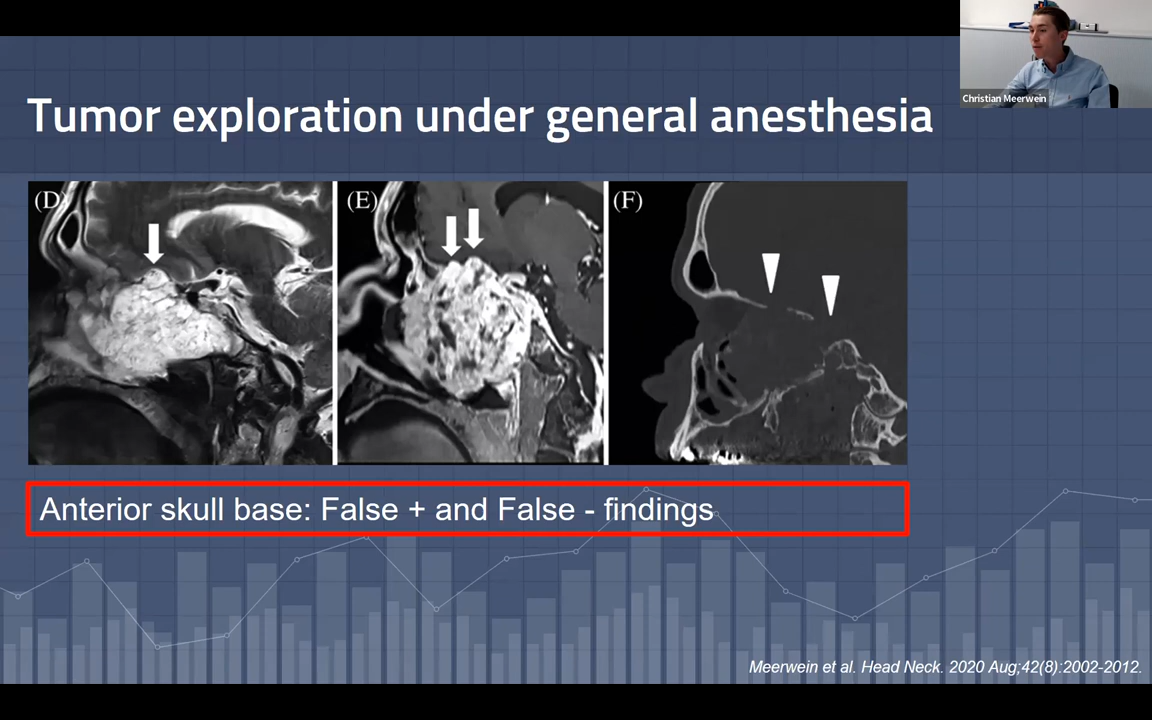 Christian Meerwein
Tumor exploration under general anesthesia
(D) (E) (F)
Anterior skull base: False + and False - findings
Meerwein et al. Head Neck. 2020 Aug;42(8):2002-2012.